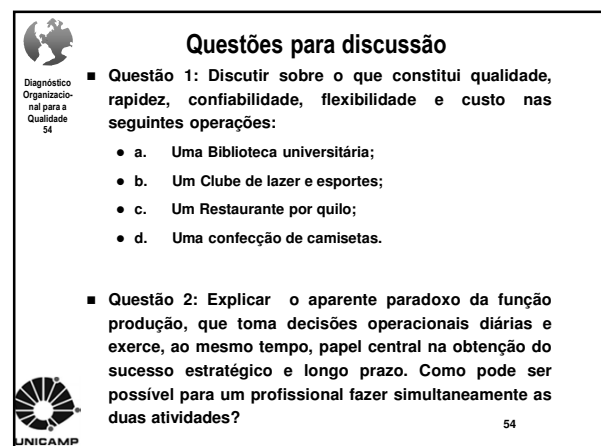 Questões para discussão
Diagnóstico
Organizacio-
nal para a
Qualidade
54
■ Questão 1: Discutir sobre o que constitui qualidade,
rapidez, confiabilidade, flexibilidade e custo nas
seguintes operações:
● a. Uma Biblioteca universitária;
● b. Um Clube de lazer e esportes;
● c. Um Restaurante por quilo;
● d. Uma confecção de camisetas.
■ Questão 2: Explicar o aparente paradoxo da função
produção, que toma decisões operacionais diárias e
exerce, ao mesmo tempo, papel central na obtenção do
sucesso estratégico e longo prazo. Como pode ser
possível para um profissional fazer simultaneamente as
duas atividades?
54
UNICAMP